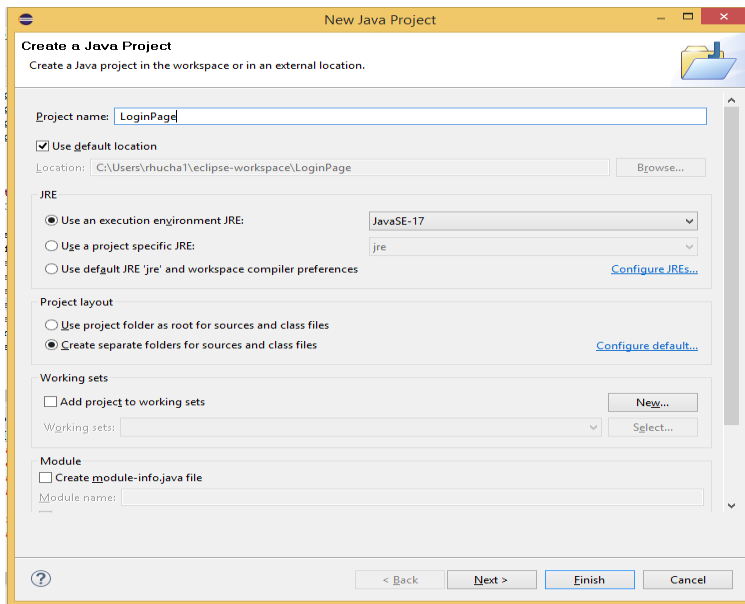 New Java Project
Create a Java Project
Create a Java project in the workspace or in an external location.
Project name: LoginPage
Use default location
Location: C:\Users\rhucha1\eclipse-workspace\LoginPage Browse...
JRE
Use an execution environment JRE: JavaSE-17
Use a project specific JRE: jre
Use default JRE 'jre' and workspace compiler preferences Configure JREs...
Project layout
Use project folder as root for sources and class files
Create separate folders for sources and class files Configure default...
Working sets
Add project to working sets New...
Working sets: Select...
Module
Create module-info.java file
Module name:
? < Back Next > Finish Cancel